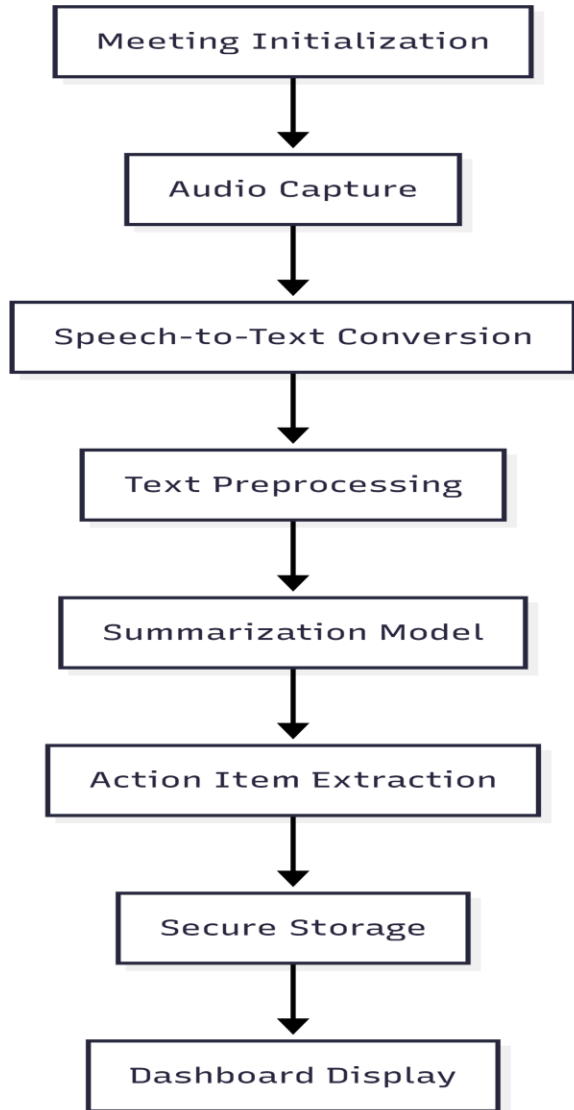 Meeting Initialization
Audio Capture
Speech-to-Text Conversion
Text Preprocessing
Summarization Model
Action Item Extraction
Secure Storage
Dashboard Display